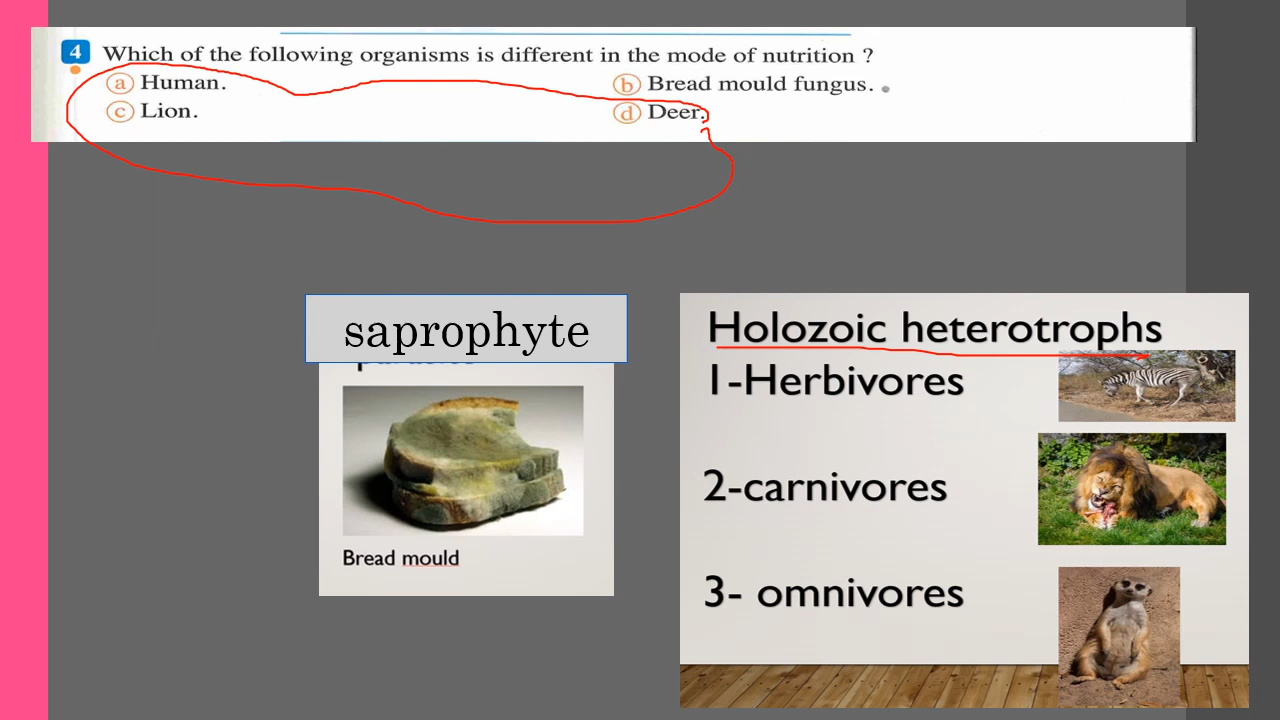 4 Which of the following organisms is different in the mode of nutrition ?
a Human.
b Bread mould fungus.
c Lion.
d Deer.
saprophyte
Bread mould
Holozoic heterotrophs
1-Herbivores
2-carnivores
3- omnivores